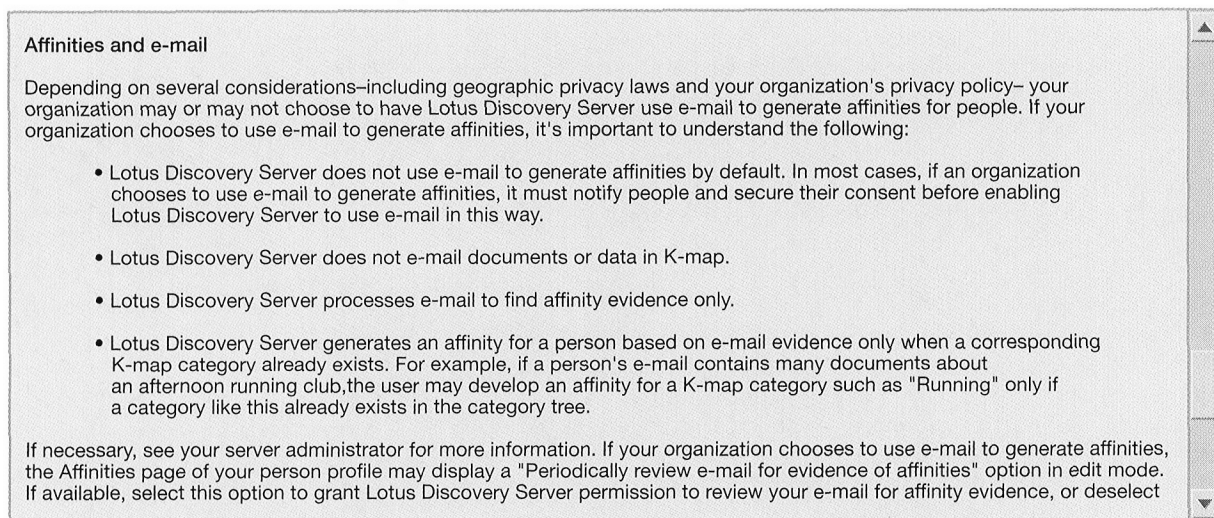 Affinities and e-mail
Depending on several considerations–including geographic privacy laws and your organization's privacy policy– your
organization may or may not choose to have Lotus Discovery Server use e-mail to generate affinities for people. If your
organization chooses to use e-mail to generate affinities, it's important to understand the following:
• Lotus Discovery Server does not use e-mail to generate affinities by default. In most cases, if an organization
chooses to use e-mail to generate affinities, it must notify people and secure their consent before enabling
Lotus Discovery Server to use e-mail in this way.
• Lotus Discovery Server does not e-mail documents or data in K-map.
• Lotus Discovery Server processes e-mail to find affinity evidence only.
• Lotus Discovery Server generates an affinity for a person based on e-mail evidence only when a corresponding
K-map category already exists. For example, if a person's e-mail contains many documents about
an afternoon running club,the user may develop an affinity for a K-map category such as "Running" only if
a category like this already exists in the category tree.
If necessary, see your server administrator for more information. If your organization chooses to use e-mail to generate affinities,
the Affinities page of your person profile may display a "Periodically review e-mail for evidence of affinities" option in edit mode.
If available, select this option to grant Lotus Discovery Server permission to review your e-mail for affinity evidence, or deselect